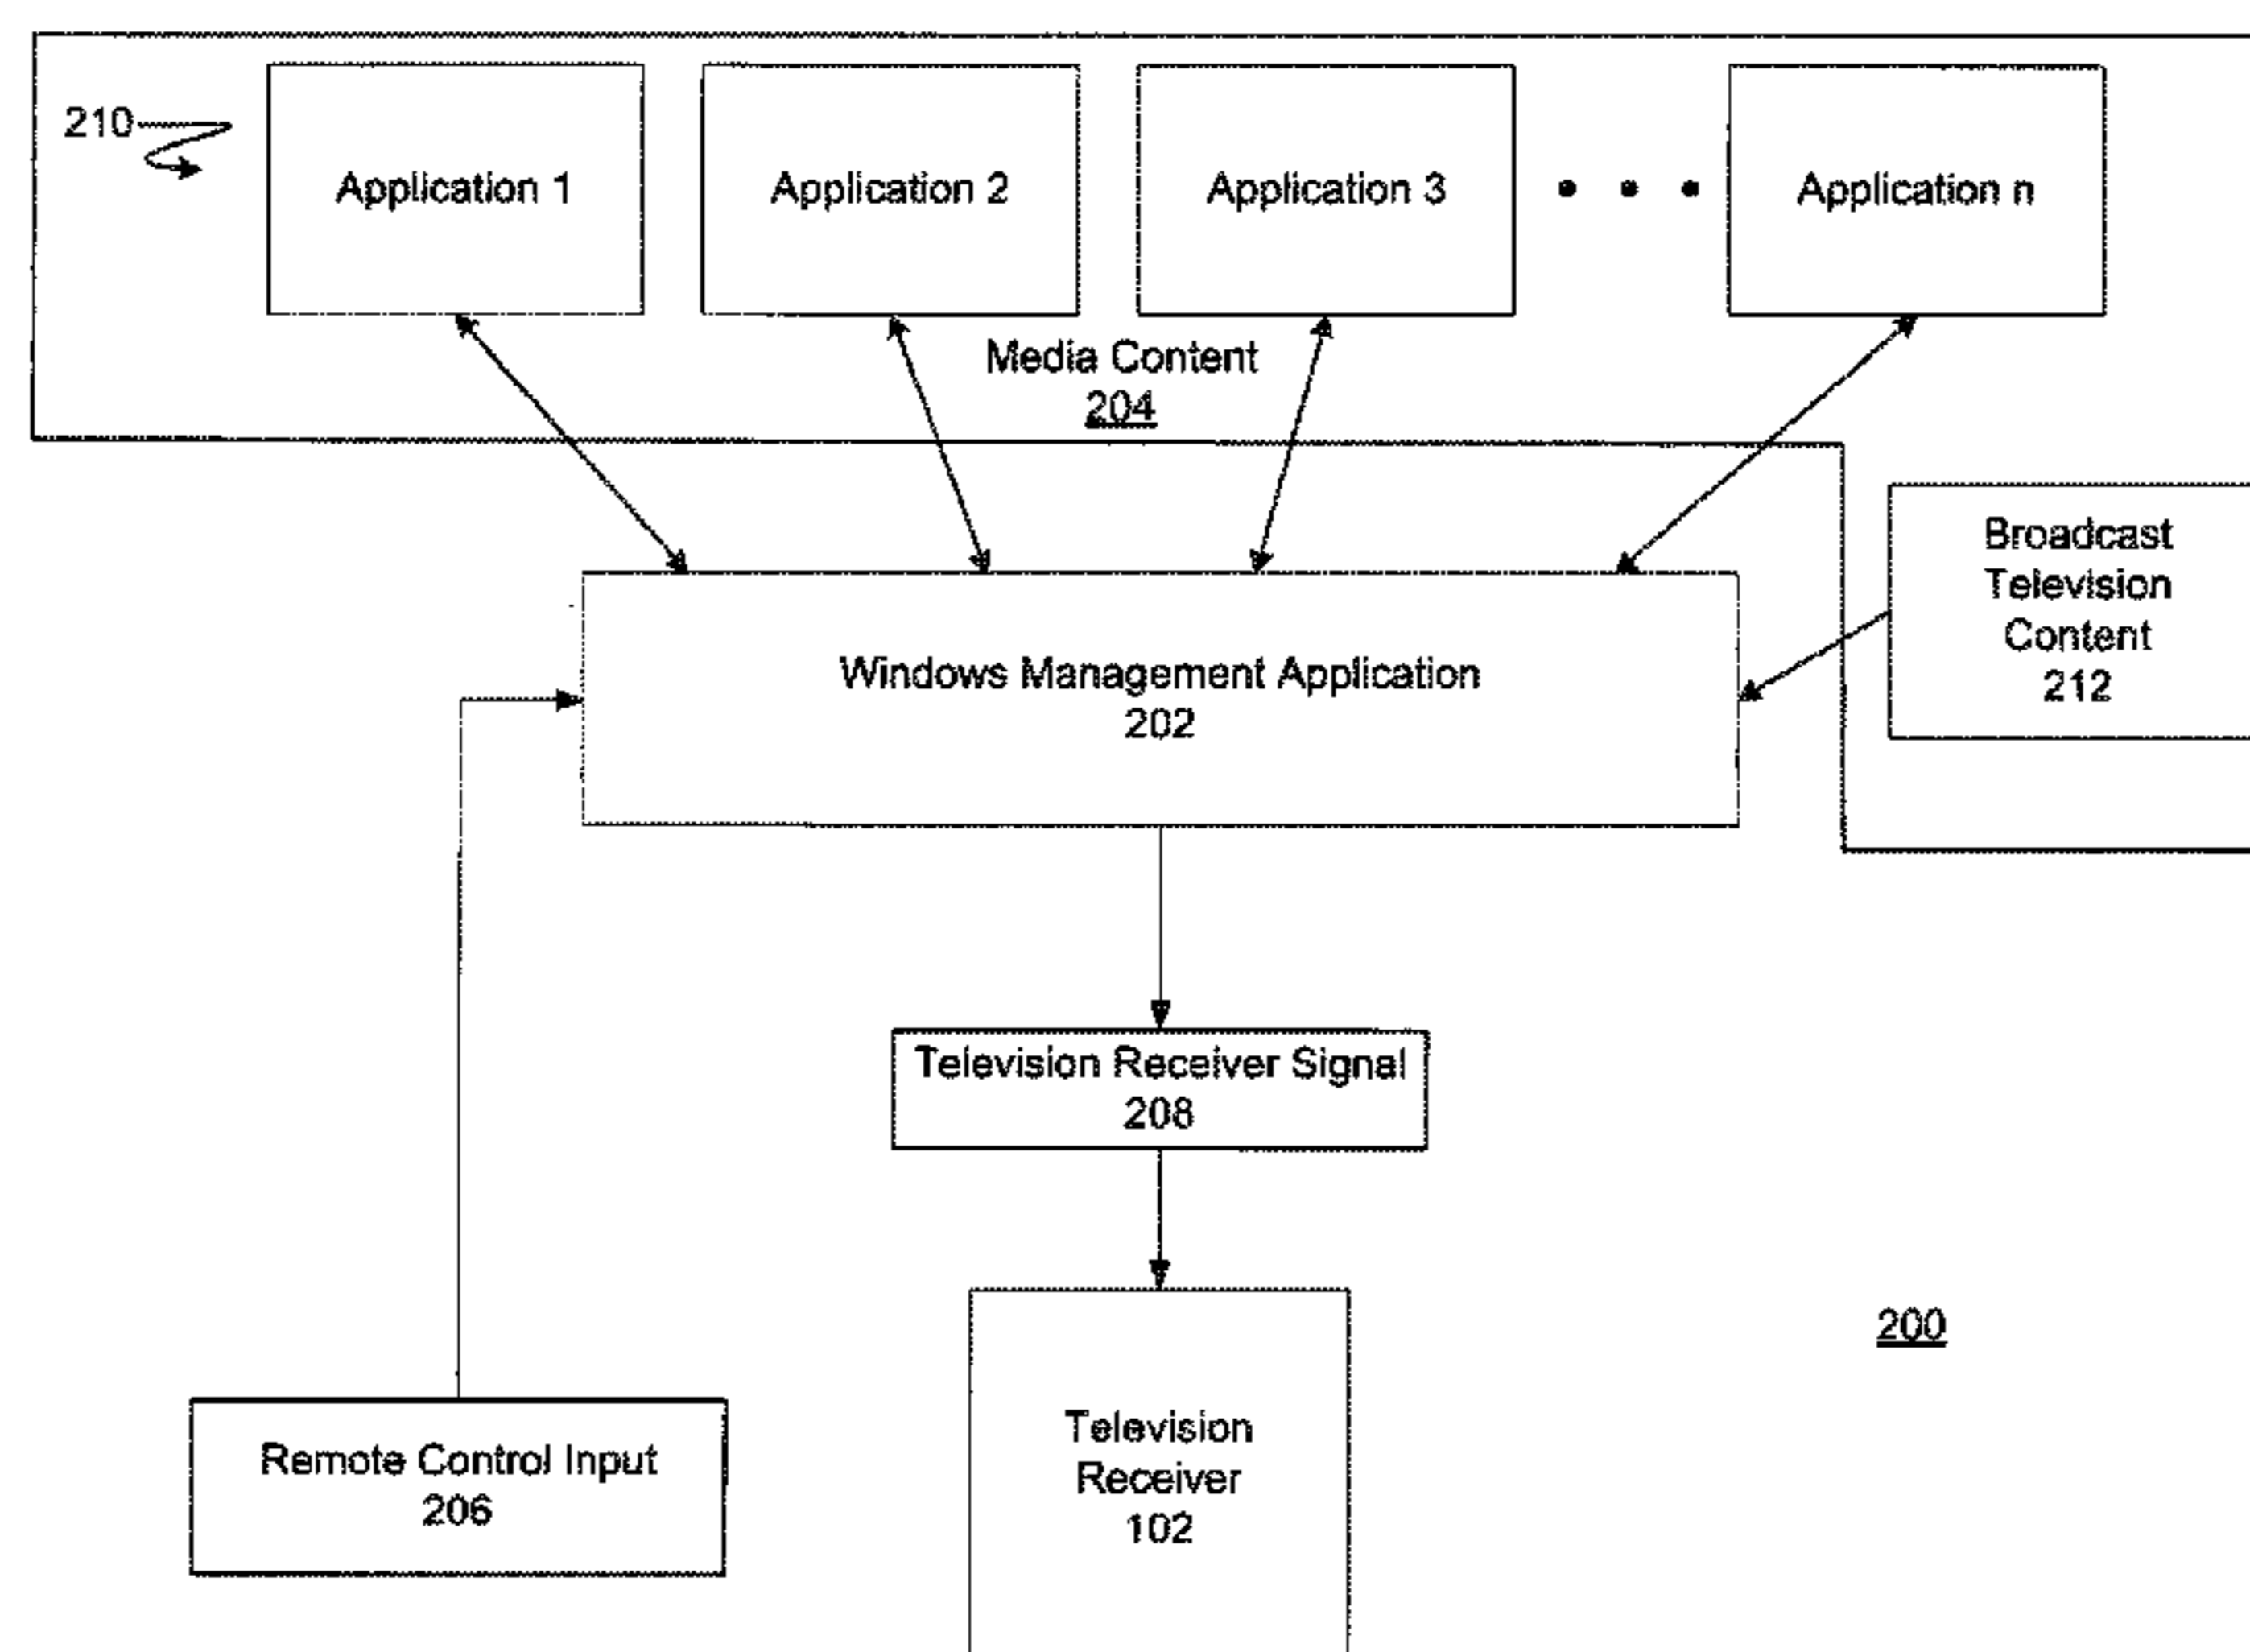 210
Application 1
Application 2
Application 3
Application n
Media Content
204
Broadcast
Television
Content
212
Windows Management Application
202
Television Receiver Signal
208
200
Television
Receiver
102
Remote Control Input
206